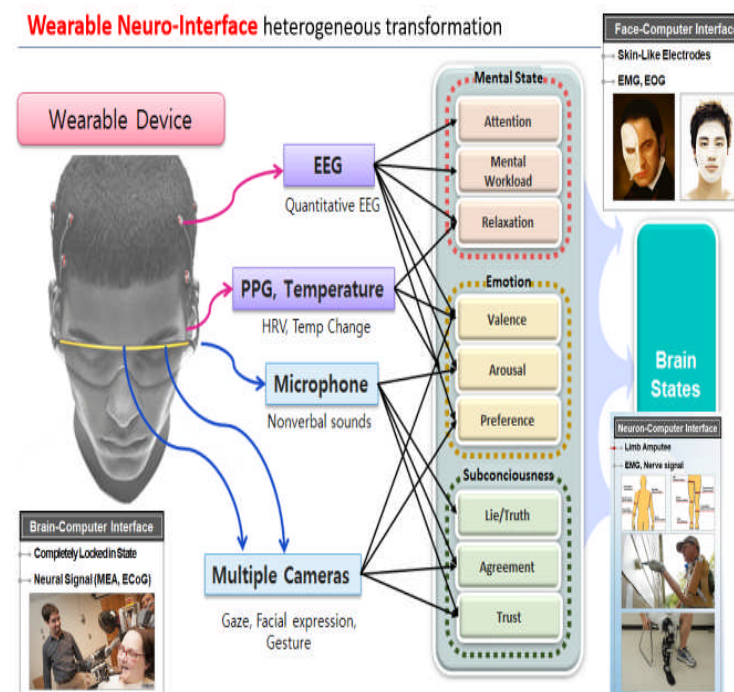 Wearable Neuro-Interface heterogeneous transformation
Wearable Device
EEG
Quantitative EEG
PPG, Temperature
HRV, Temp Change
Microphone
Nonverbal sounds
Multiple Cameras
Gaze, Facial expression,
Gesture
Brain-Computer Interface
Completely Locked in State
Neural Signal (MEA, ECoG)
Mental State
Attention
Mental
Workload
Relaxation
Emotion
Valence
Arousal
Preference
Subconciousness
Lie/Truth
Agreement
Trust
Face-Computer Interface
Skin-Like Electrodes
EMG, EOG
Brain
States
Neuron-Computer Interface
Limb Amputee
EMG, Nerve signal